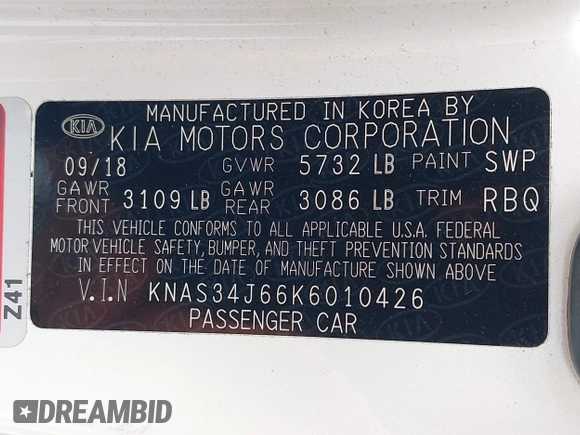 MANUFACTURED IN KOREA BY
KIA KIA MOTORS CORPORATION
09/18 GVWR 5732 LB PAINT SWP
GAWR FRONT 3109 LB GAWR REAR 3086 LB TRIM RBQ
THIS VEHICLE CONFORMS TO ALL APPLICABLE U.S.A. FEDERAL
MOTOR VEHICLE SAFETY, BUMPER, AND THEFT PREVENTION STANDARDS
IN EFFECT ON THE DATE OF MANUFACTURE SHOWN ABOVE
V.I.N KNAS34J66K6010426
PASSENGER CAR
Z41
DREAMBID